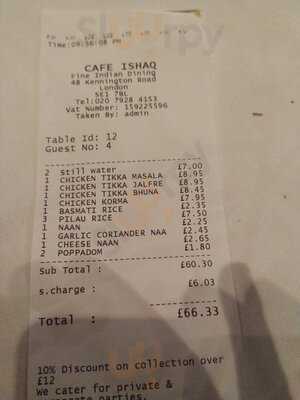 Time:09:56:08 PM
CAFE ISHAQ
Fine Indian Dining
48 Kennington Road
London
SE1 7BL
Tel:020 7928 4153
Vat Number: 159225596
Taken By: admin
Table Id: 12
Guest No: 4
2 still water £7.00
1 CHICKEN TIKKA MASALA £8.95
1 CHICKEN TIKKA JALFRE £8.95
1 CHICKEN TIKKA BHUNA £8.45
1 CHICKEN KORMA £7.95
1 BASMATI RICE £2.35
3 PILAU RICE £7.50
1 NAAN £2.25
1 GARLIC CORIANDER NAA £2.45
1 CHEESE NAAN £2.65
2 POPPADOM £1.80
Sub Total : £60.30
s.charge : £6.03
Total : £66.33
10% Discount on collection over
£12
We cater for private &
parties.